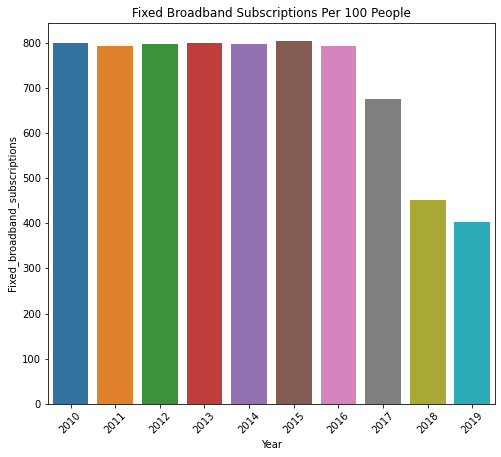 Fixed Broadband Subscriptions Per 100 People
Fixed_broadband_subscriptions
800
700
600
500
400
300
200
100
0
2010 2011 2012 2013 2014 2015 2016 2017 2018 2019
Year